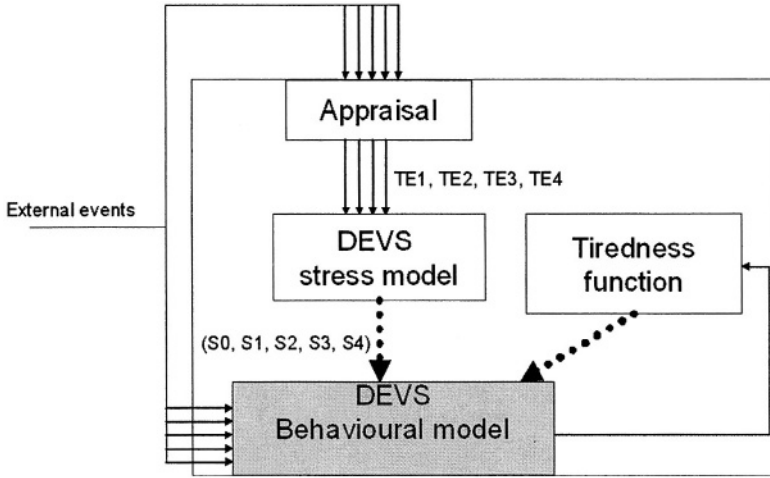 Appraisal
TE1, TE2, TE3, TE4
External events
DEVS
stress model
Tiredness
function
(S0, S1, S2, S3, S4)
DEVS
Behavioural model